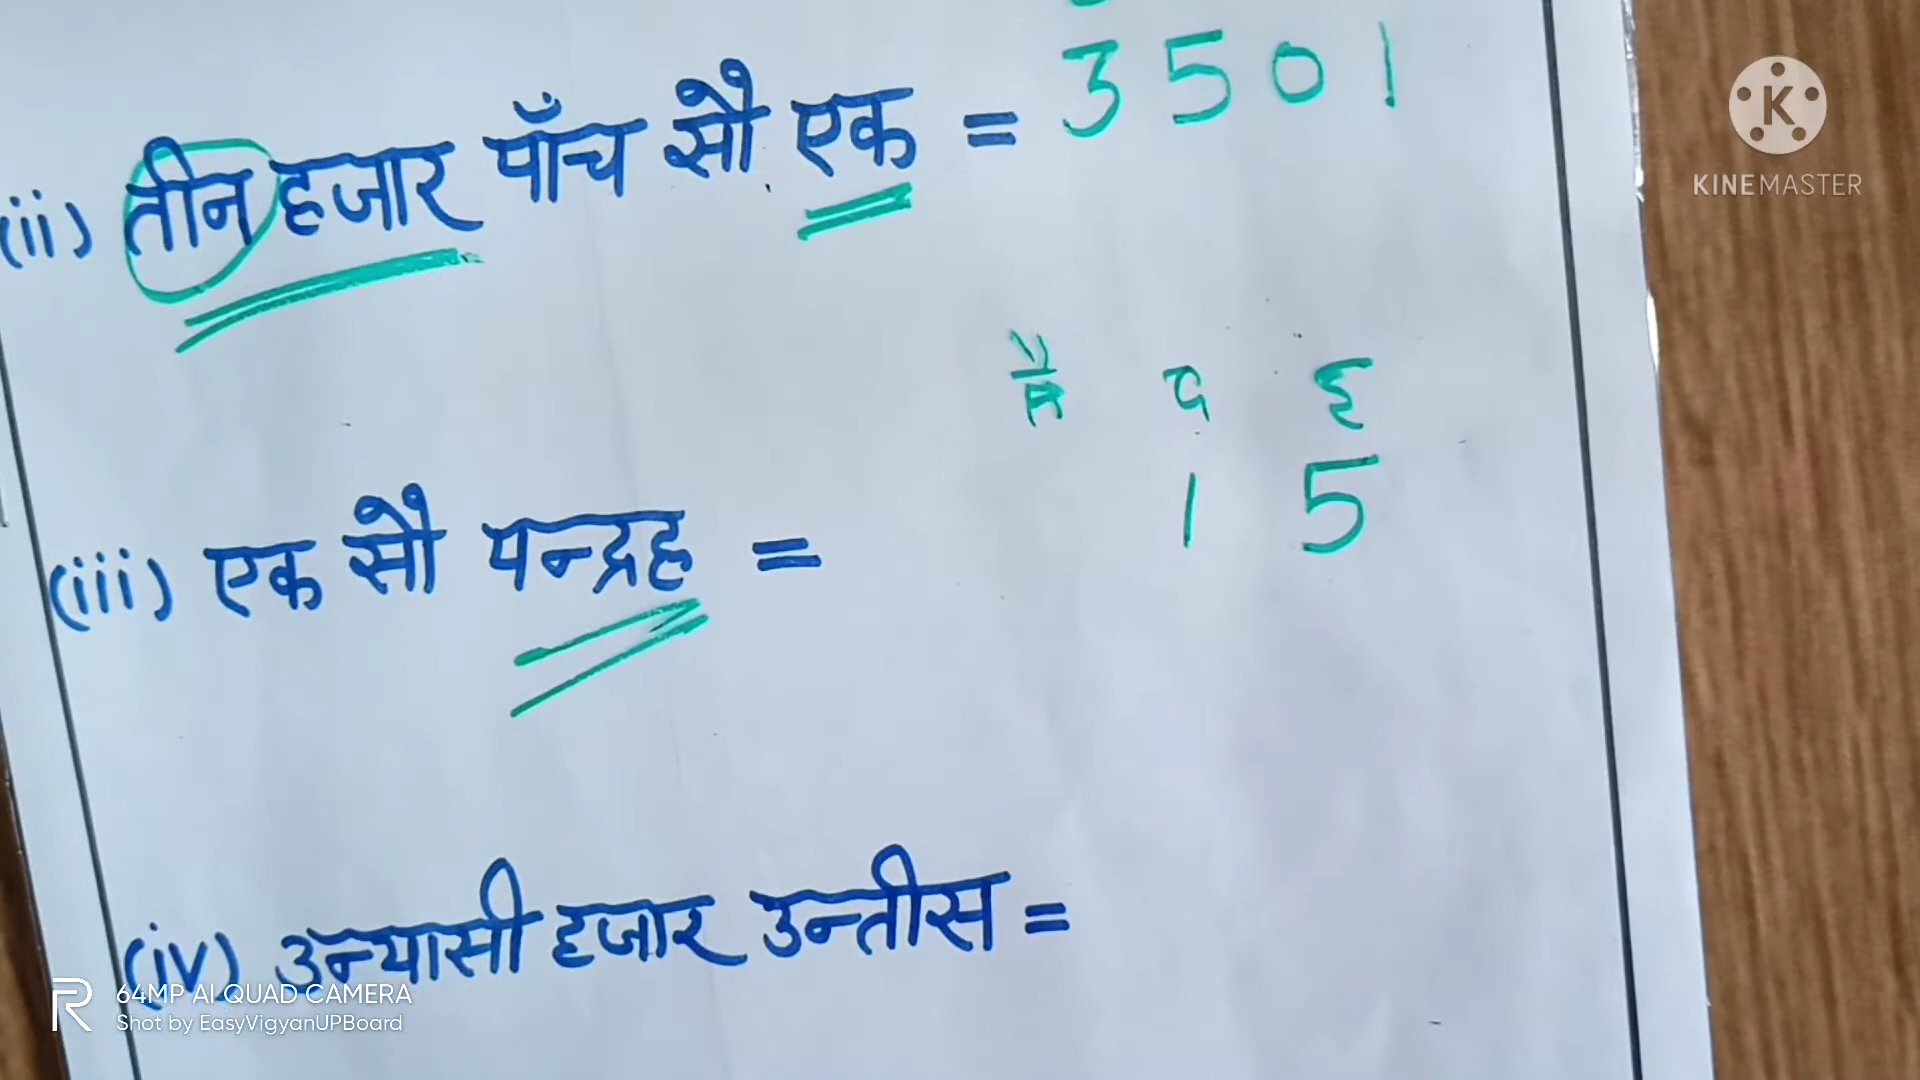 3501
(ii) तीन हजार पाँच सौ एक =
KINEMASTER
सै द इ
1 5
(iii) एक सौ पन्द्रह =
(iv) उन्यासी हजार उन्तीस =
64MP AI QUAD CAMERA
Shot by EasyVigyanUPBoard